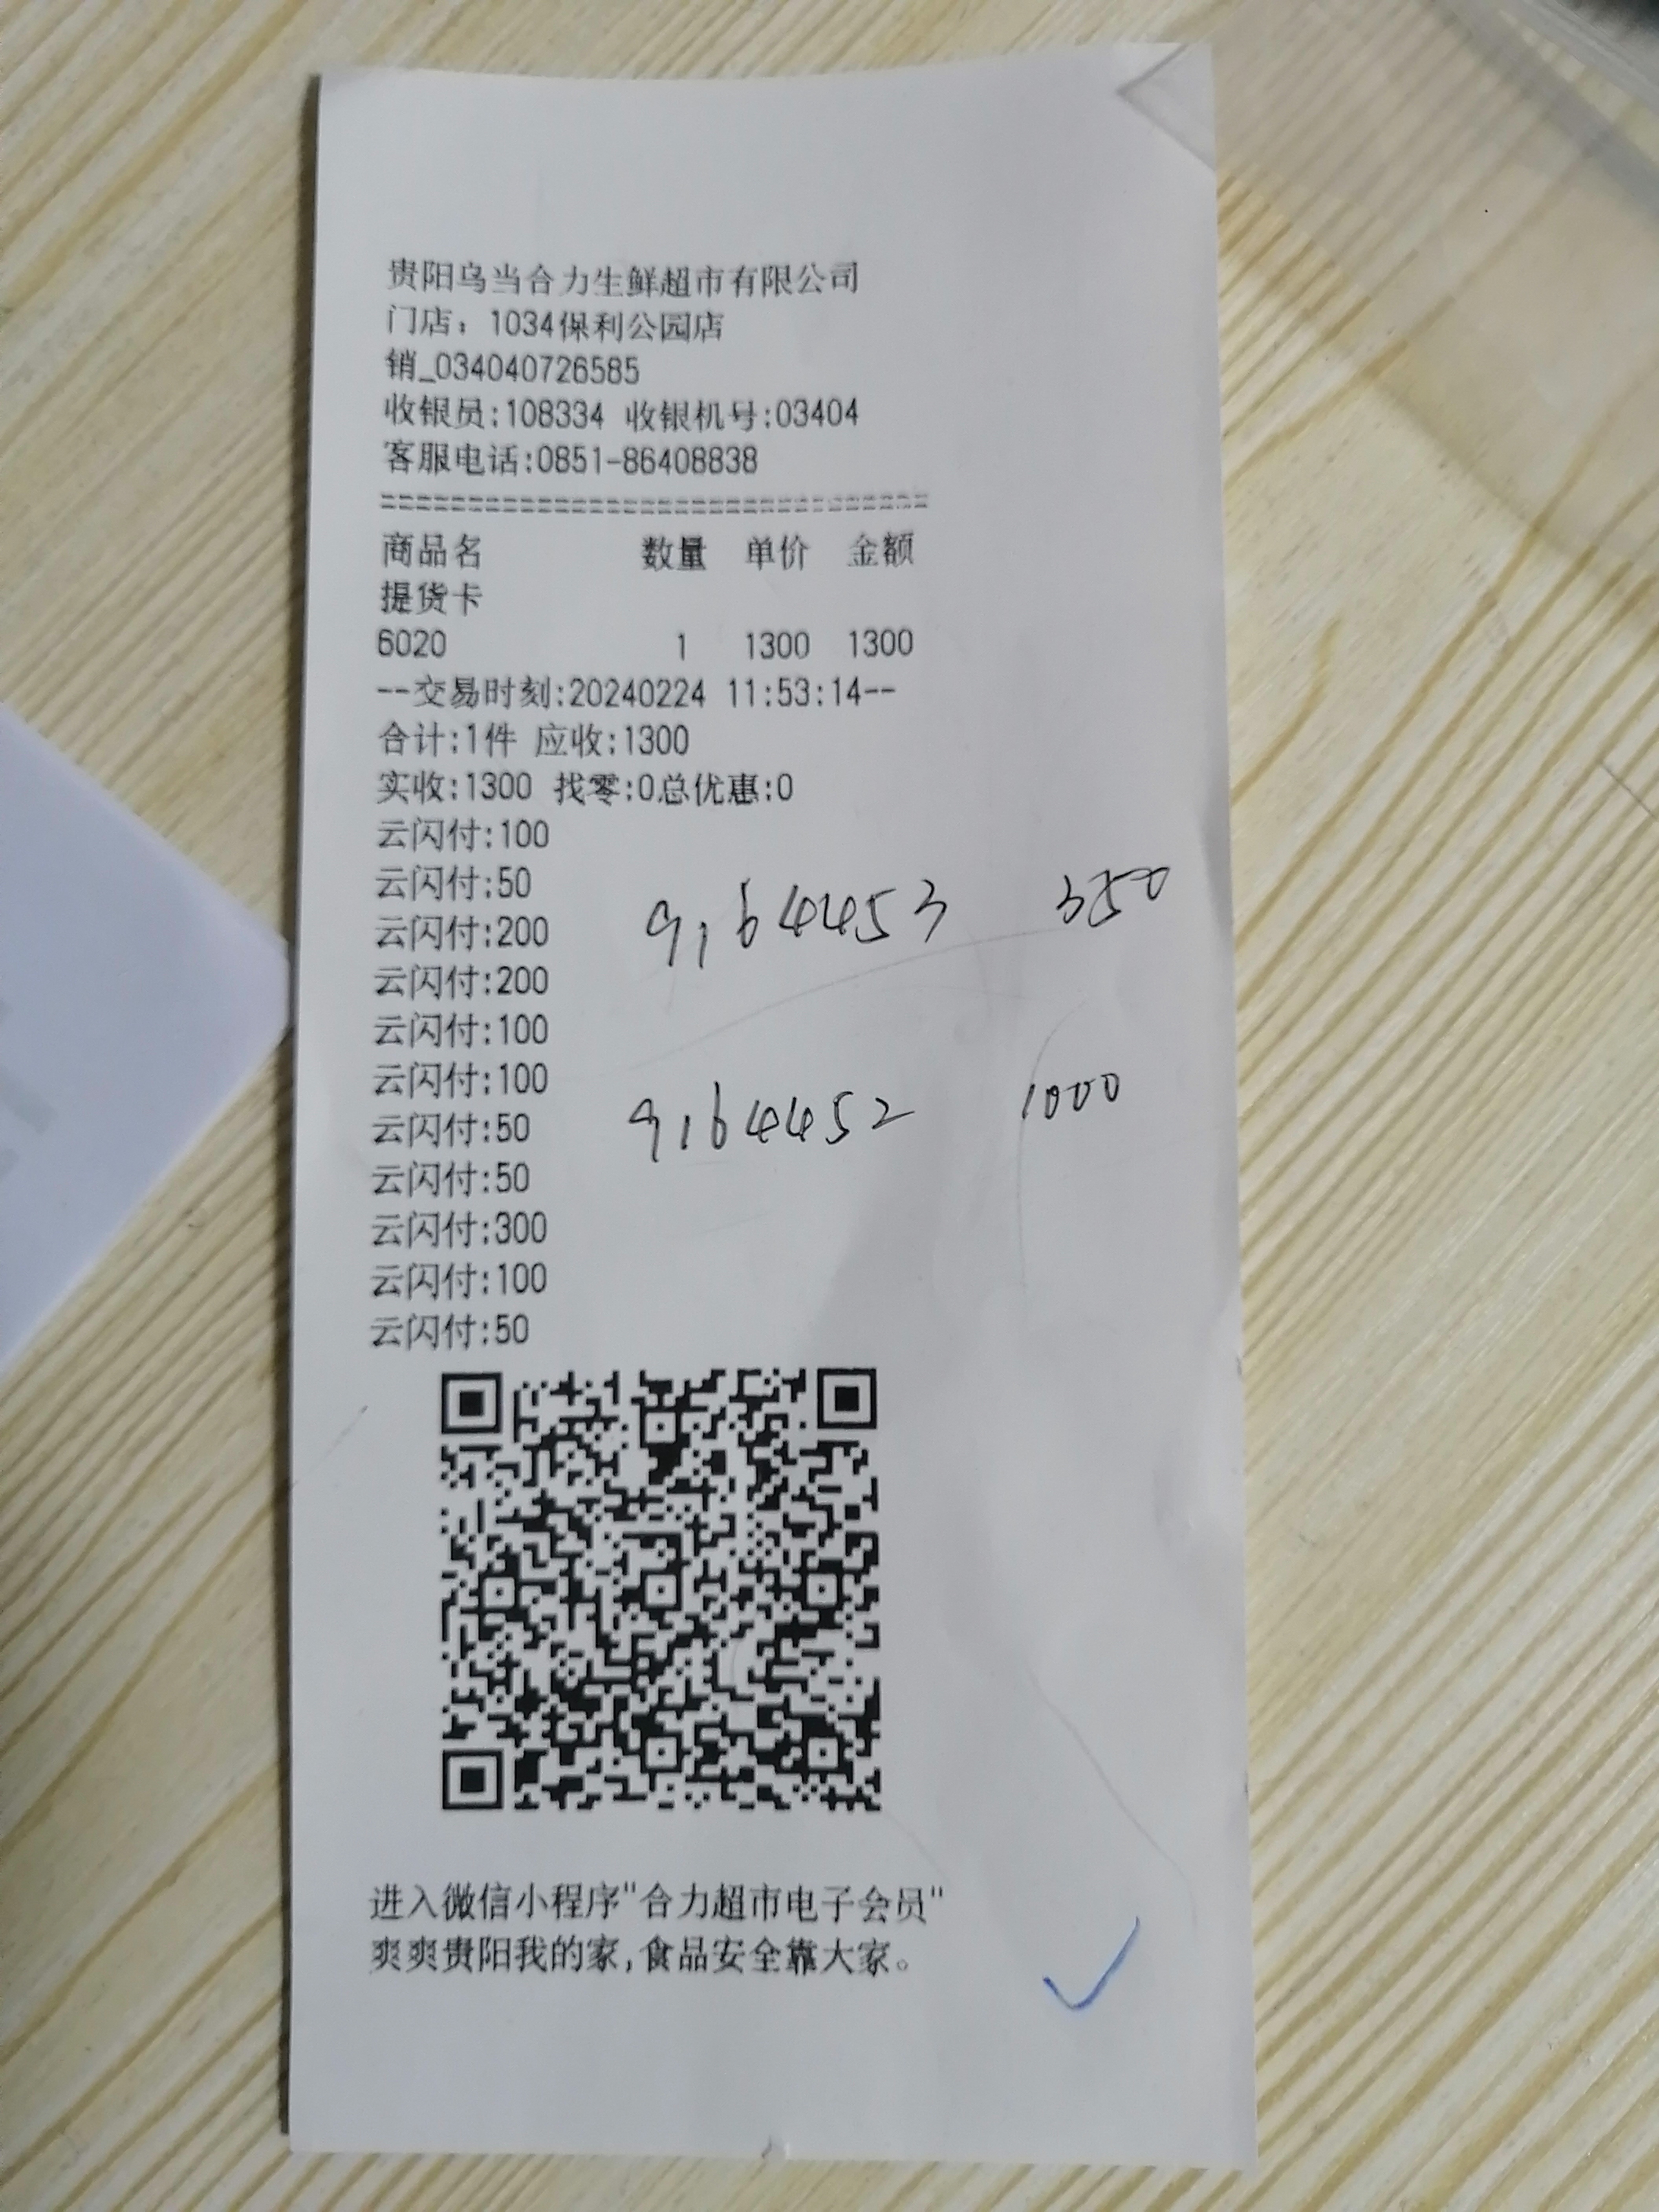 贵阳乌当合力生鲜超市有限公司
门店：1034保利公园店
销_034040726585
收银员:108334 收银机号:03404
客服电话:0851-86408838
================================
商品名 数量 单价 金额
提货卡
6020 1 1300 1300
--交易时刻:20240224 11:53:14--
合计:1件 应收:1300
实收:1300 找零:0总优惠:0
云闪付:100
云闪付:50
云闪付:200 9164453 350
云闪付:200
云闪付:100
云闪付:100
云闪付:50 9164452 1000
云闪付:50
云闪付:300
云闪付:100
云闪付:50
进入微信小程序"合力超市电子会员"
爽爽贵阳我的家,食品安全靠大家。